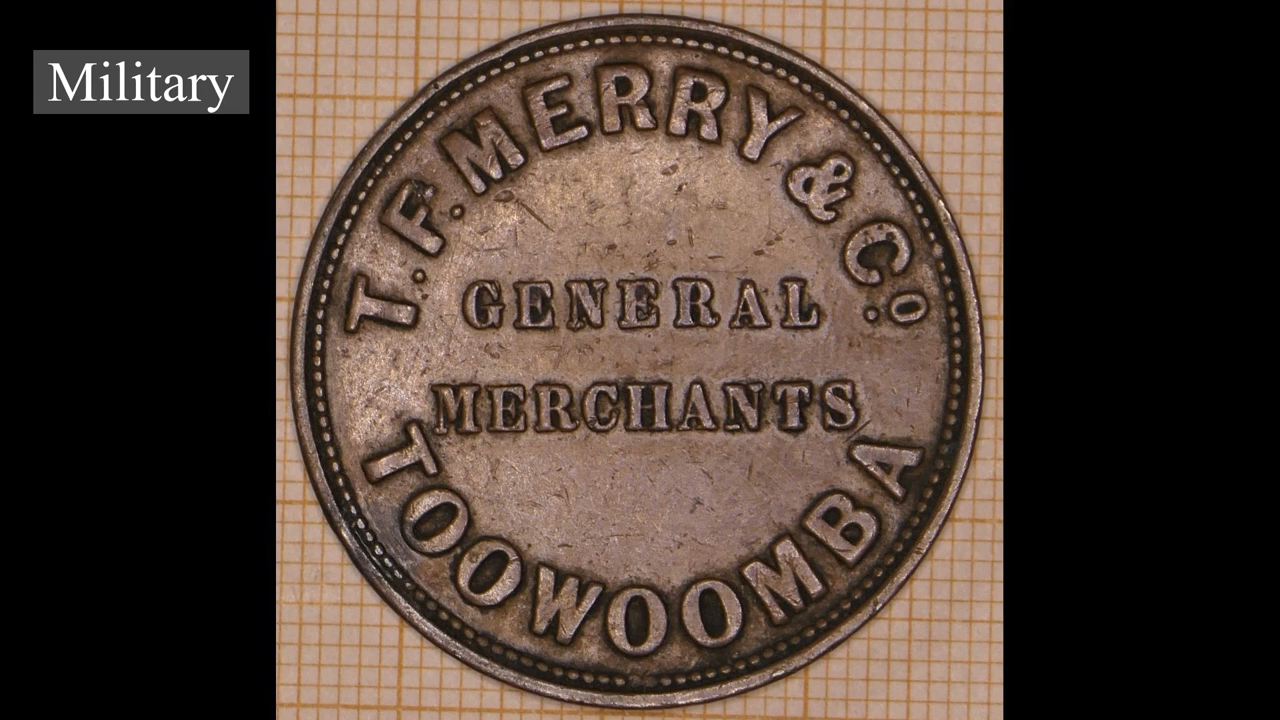 Military
T.F. MERRY & Co.
GENERAL
MERCHANTS
TOOWOOMBA